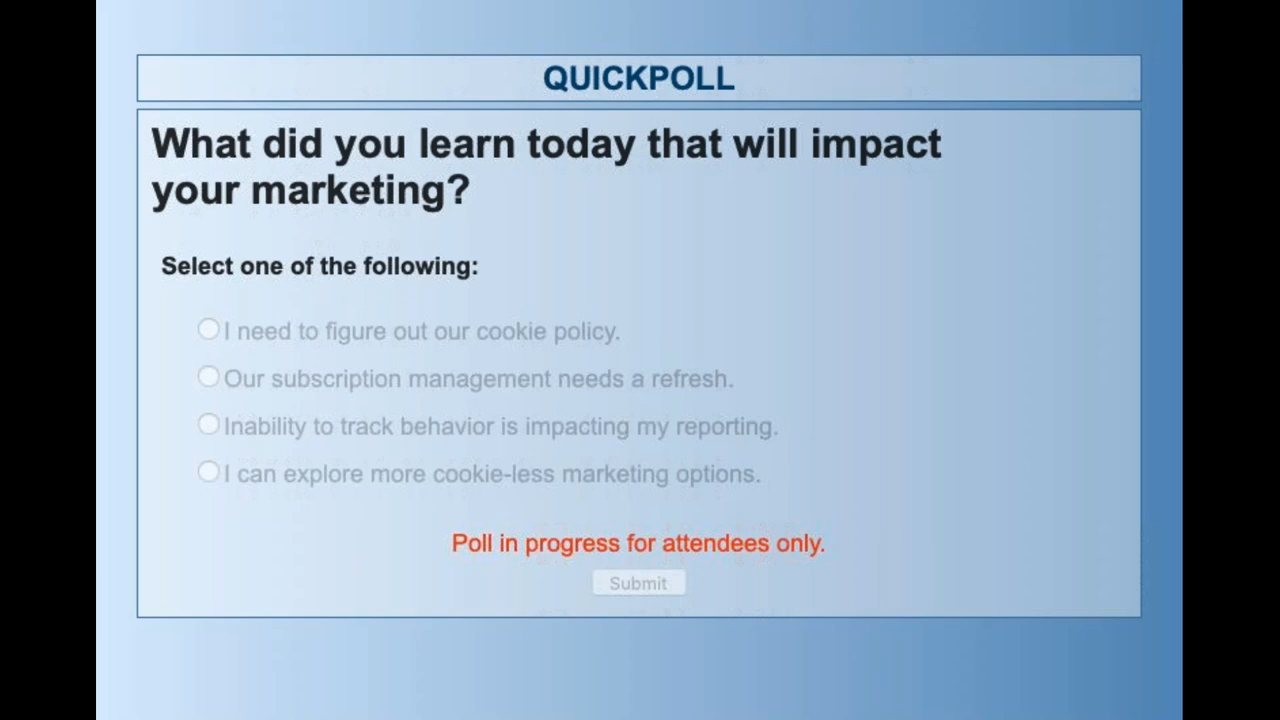 QUICKPOLL
What did you learn today that will impact
your marketing?
Select one of the following:
I need to figure out our cookie policy.
Our subscription management needs a refresh.
Inability to track behavior is impacting my reporting.
I can explore more cookie-less marketing options.
Poll in progress for attendees only.
Submit